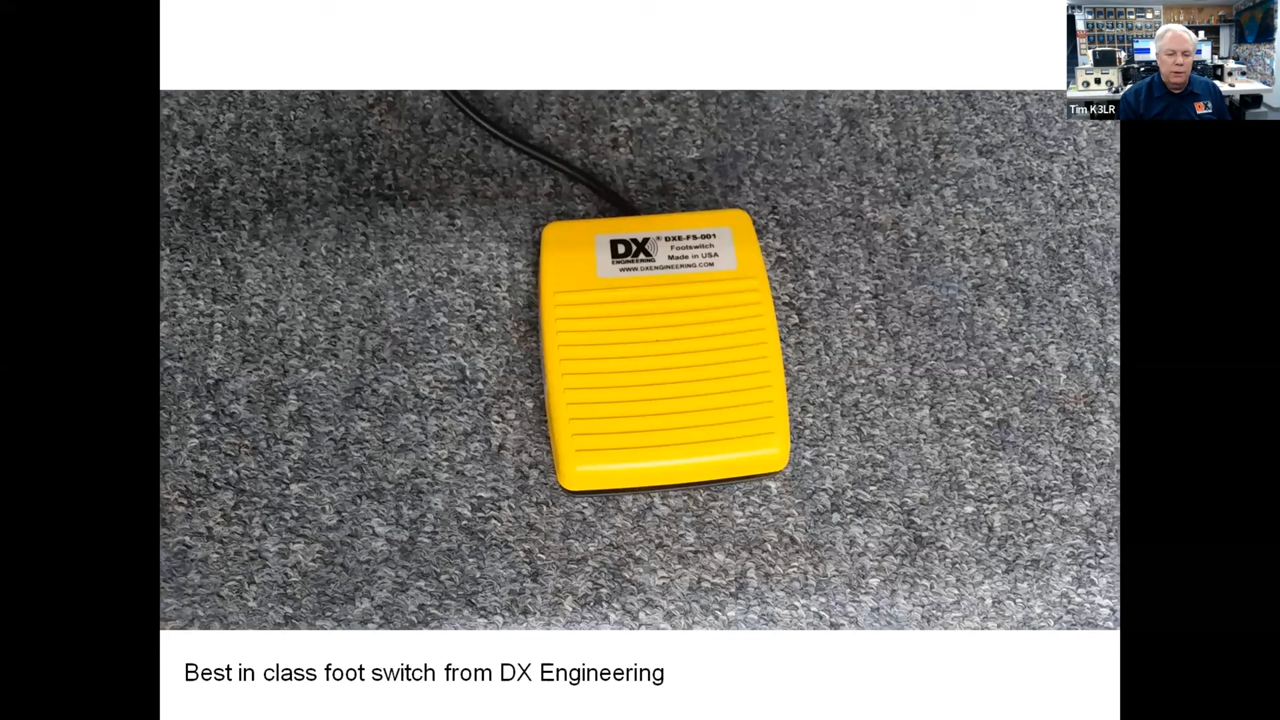 Tim K3LR
DX
DX
ENGINEERING
®
DXE-FS-001
Footswitch
Made in USA
WWW.DXENGINEERING.COM
Best in class foot switch from DX Engineering